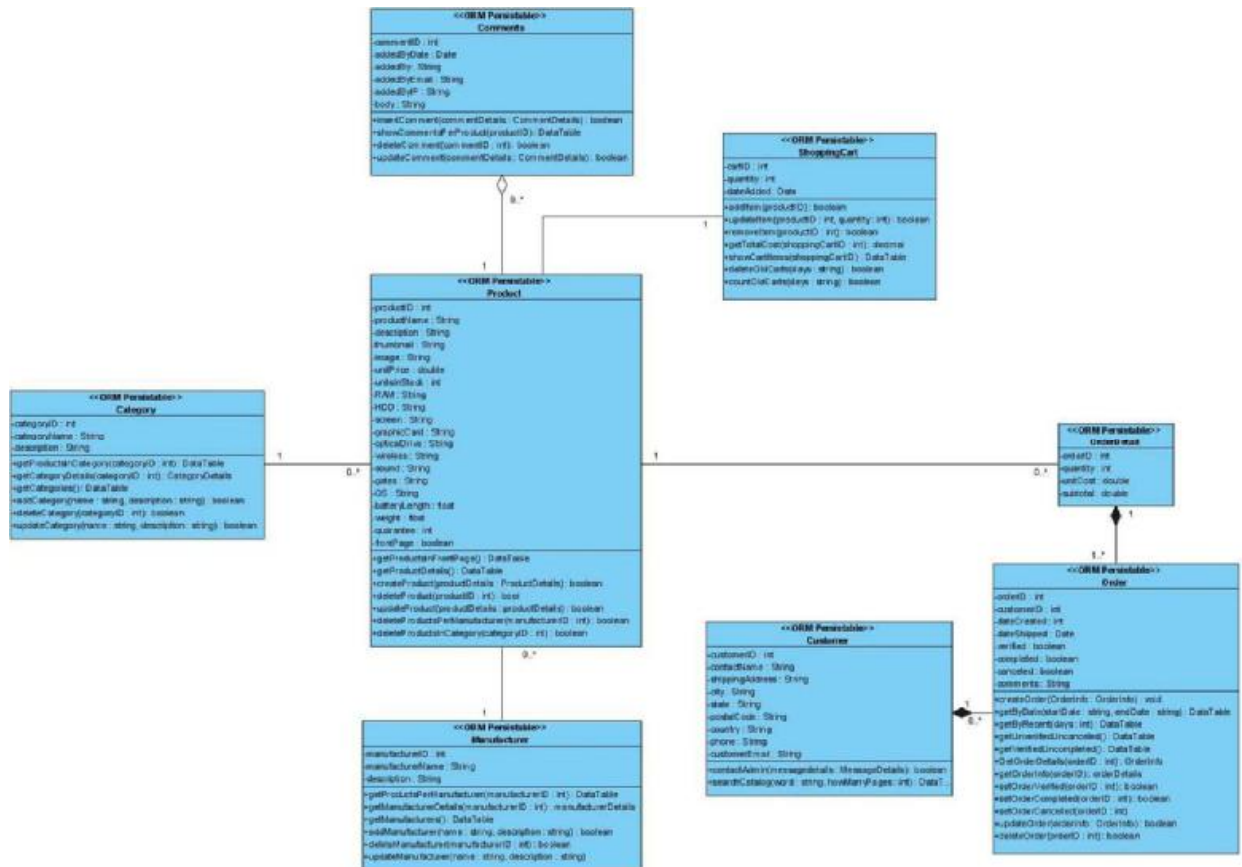 <<ORM Persistable>>
Comments
-commentID : int
-addedByDate : Date
-addedBy : String
-addedByEmail : String
-addedByIP : String
-body : String
+insertComment(commentDetails : CommentDetails) : boolean
+showCommentsPerProduct(productID) : DataTable
+deleteComment(commentID : int) : boolean
+updateComment(commentDetails : CommentDetails) : boolean
0..*
1
<<ORM Persistable>>
ShoppingCart
-cartID : int
-quantity : int
-dateAdded : Date
+addItem(productID) : boolean
+updateItem(productID : int, quantity : int) : boolean
+removeItem(productID : int) : boolean
+getTotalCost(shoppingCartID : int) : decimal
+showCartItems(shoppingCartID) : DataTable
+deleteOldCarts(days : string) : boolean
+countOldCarts(days : string) : boolean
1
<<ORM Persistable>>
Product
-productID : int
-productName : String
-description : String
-thumbnail : String
-image : String
-unitPrice : double
-unitsInStock : int
-RAM : String
-HDD : String
-screen : String
-graphicCard : String
-opticalDrive : String
-wireless : String
-sound : String
-gates : String
-OS : String
-batteryLength : float
-weight : float
-quarantee : int
-frontPage : boolean
+getProductsInFrontPage() : DataTable
+getProductDetails() : DataTable
+createProduct(productDetails : ProductDetails) : boolean
+deleteProduct(productID : int) : bool
+updateProduct(productDetails : productDetails) : boolean
+deleteProductsPerManufacturer(manufacturerID : int) : boolean
+deleteProductsInCategory(categoryID : int) : boolean
<<ORM Persistable>>
Category
-categoryID : int
-categoryName : String
-description : String
+getProductsInCategory(categoryID : int) : DataTable
+getCategoryDetails(categoryID : int) : CategoryDetails
+getCategories() : DataTable
+addCategory(name : string, description : string) : boolean
+deleteCategory(categoryID : int) : boolean
+updateCategory(name : string, description : string) : boolean
1
0..*
1
0..*
<<ORM Persistable>>
OrderDetail
-orderID : int
-quantity : int
-unitCost : double
-subtotal : double
1
1..*
<<ORM Persistable>>
Order
-orderID : int
-customerID : int
-dateCreated : int
-dateShipped : Date
-verified : boolean
-completed : boolean
-canceled : boolean
-comments : String
+createOrder(OrderInfo : OrderInfo) : void
+getByDate(startDate : string, endDate : string) : DataTable
+getByRecent(days : int) : DataTable
+getUnverifiedUncanceled() : DataTable
+getVerifiedUncompleted() : DataTable
+GetOrderDetails(orderID : int) : OrderInfo
+getOrderInfo(orderID) : orderDetails
+setOrderVerified(orderID : int) : boolean
+setOrderCompleted(orderID : int) : boolean
+setOrderCancelled(orderID : int)
+updateOrder(orderInfo : OrderInfo) : boolean
+deleteOrder(orderID : int) : boolean
<<ORM Persistable>>
Customer
-customerID : int
-contactName : String
-shippingAddress : String
-city : String
-state : String
-postalCode : String
-country : String
-phone : String
-customerEmail : String
+contactAdmin(messagedetails : MessageDetails) : boolean
+searchCatalog(word : string, howManyPages : int) : DataT...
1
0..*
0..*
1
<<ORM Persistable>>
Manufacturer
-manufacturerID : int
-manufacturerName : String
-description : String
+getProductsPerManufacturer(manufacturerID : int) : DataTable
+getManufacturerDetails(manufacturerID : int) : manufacturerDetails
+getManufacturers() : DataTable
+addManufacturer(name : string, description : string) : boolean
+deleteManufacturer(manufacturerID : int) : boolean
+updateManufacturer(name : string, description : string)